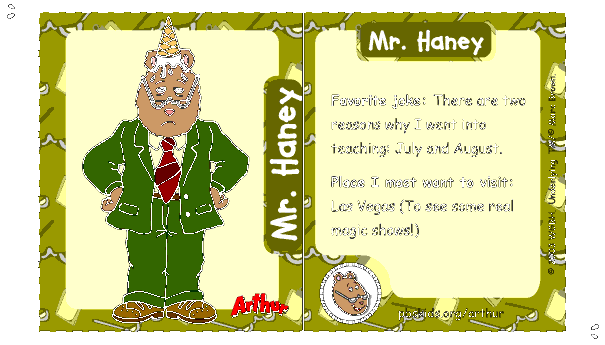 Mr. Haney
Arthur
Mr. Haney
Favorite joke: There are two
reasons why I went into
teaching: July and August.
Place I most want to visit:
Las Vegas (To see some real
magic shows!)
pbskids.org/arthur